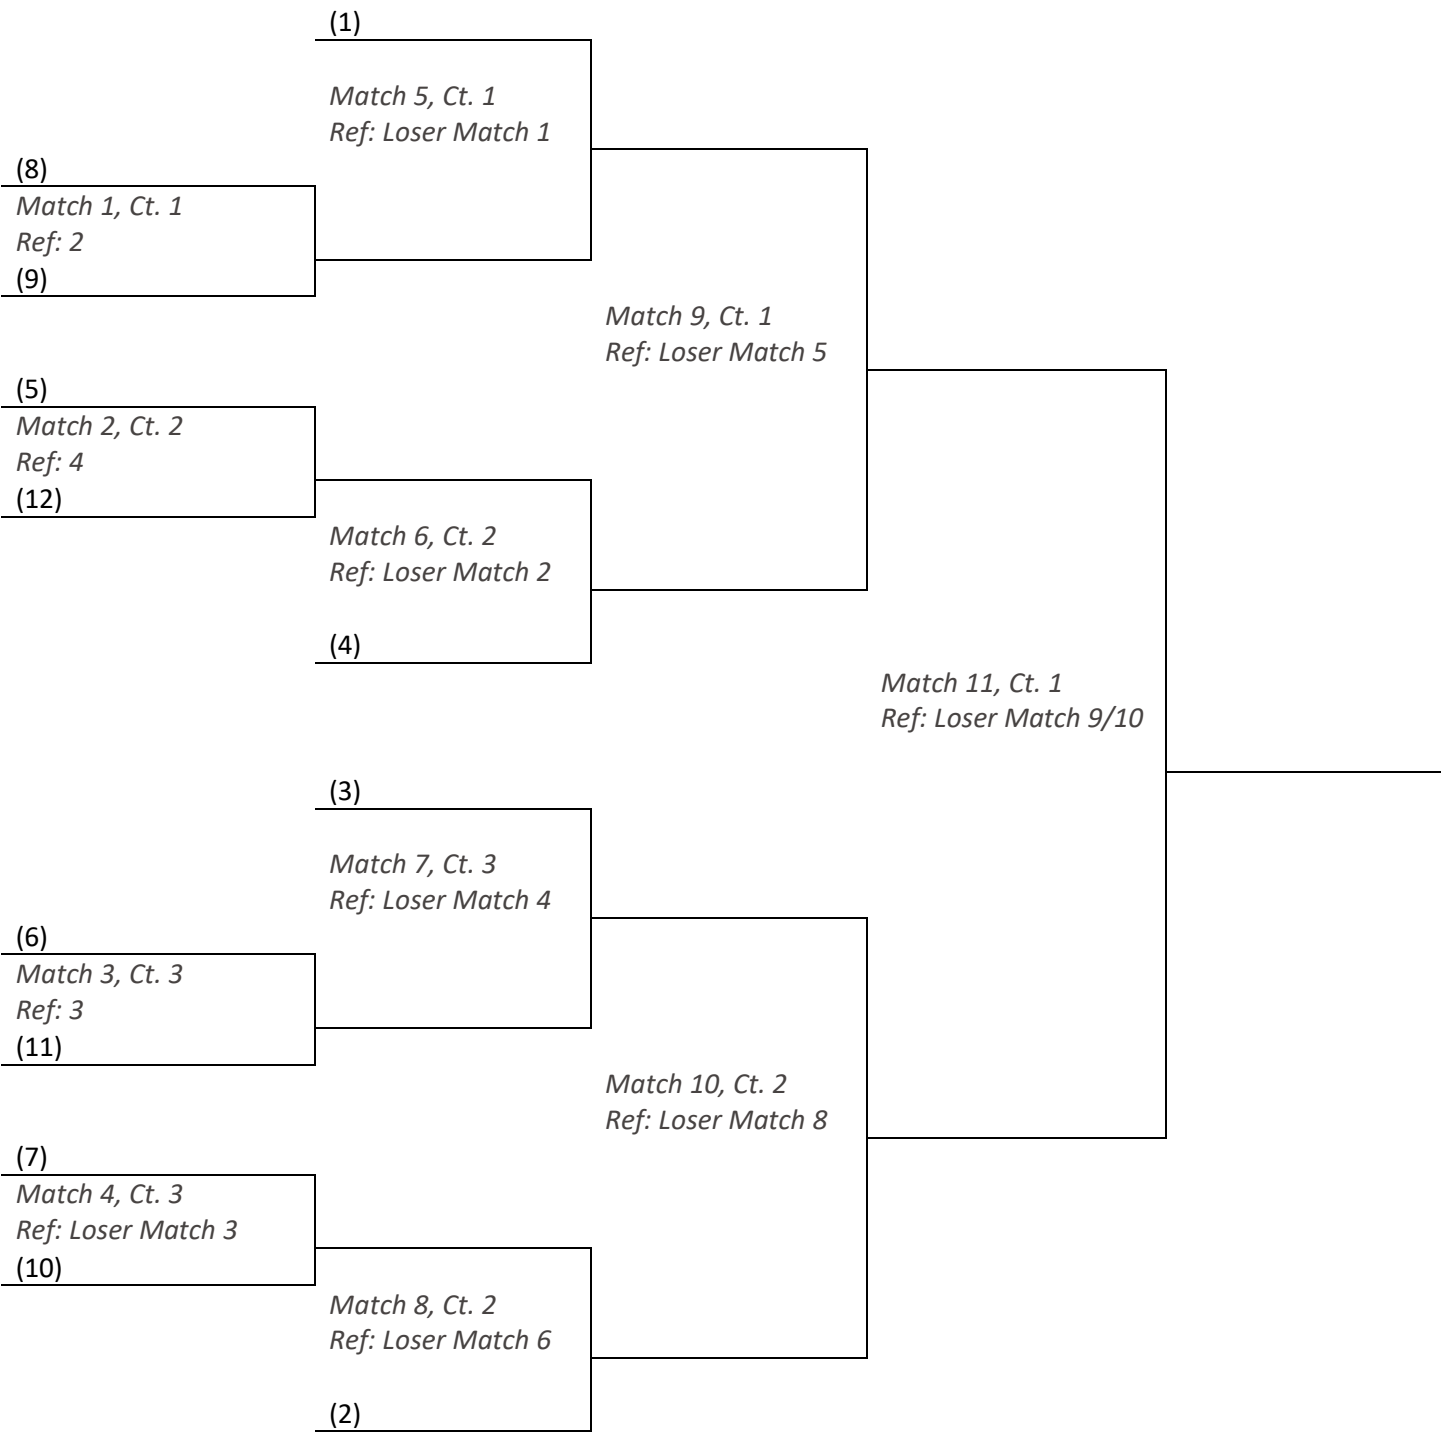 (1)
Match 5, Ct. 1
Ref: Loser Match 1
(8)
Match 1, Ct. 1
Ref: 2
(9)
Match 9, Ct. 1
Ref: Loser Match 5
(5)
Match 2, Ct. 2
Ref: 4
(12)
Match 6, Ct. 2
Ref: Loser Match 2
(4)
Match 11, Ct. 1
Ref: Loser Match 9/10
(3)
Match 7, Ct. 3
Ref: Loser Match 4
(6)
Match 3, Ct. 3
Ref: 3
(11)
Match 10, Ct. 2
Ref: Loser Match 8
(7)
Match 4, Ct. 3
Ref: Loser Match 3
(10)
Match 8, Ct. 2
Ref: Loser Match 6
(2)